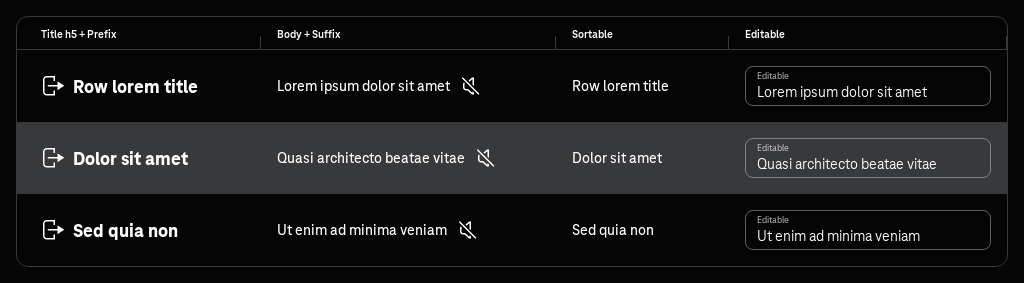 Title h5 + Prefix Body + Suffix Sortable Editable
Row lorem title Lorem ipsum dolor sit amet Row lorem title Editable
Lorem ipsum dolor sit amet
Dolor sit amet Quasi architecto beatae vitae Dolor sit amet Editable
Quasi architecto beatae vitae
Sed quia non Ut enim ad minima veniam Sed quia non Editable
Ut enim ad minima veniam